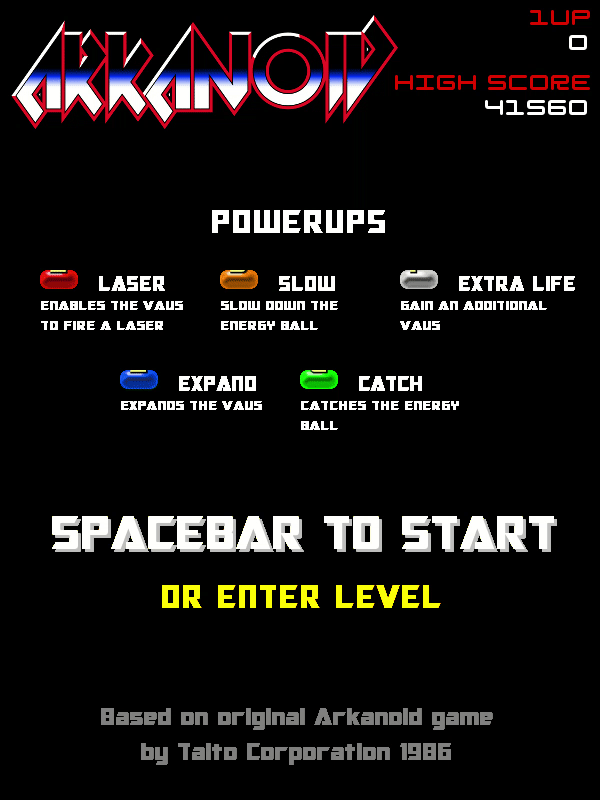 ARKANOID
1UP
0
HIGH SCORE
41560
POWERUPS
LASER
ENABLES THE VAUS
TO FIRE A LASER
SLOW
SLOW DOWN THE
ENERGY BALL
EXTRA LIFE
GAIN AN ADDITIONAL
VAUS
EXPAND
EXPANDS THE VAUS
CATCH
CATCHES THE ENERGY
BALL
SPACEBAR TO START
OR ENTER LEVEL
Based on original Arkanoid game
by Taito Corporation 1986